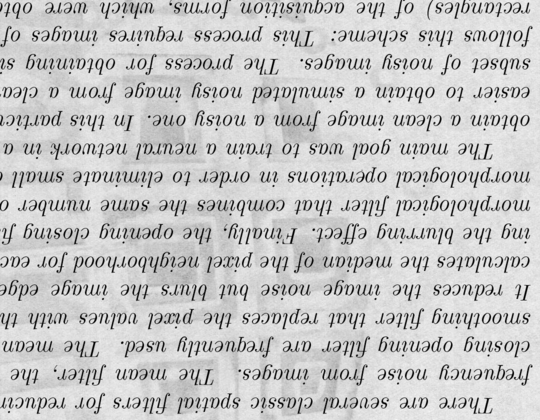 There are several classic spatial filters for reducin
frequency noise from images. The mean filter, the
closing opening filter are frequently used. The mean
smoothing filter that replaces the pixel values with th
It reduces the image noise but blurs the image edge
calculates the median of the pixel neighborhood for eac
ing the blurring effect. Finally, the opening closing fi
morphological filter that combines the same number o
morphological operations in order to eliminate small
The main goal was to train a neural network in a
obtain a clean image from a noisy one. In this particu
easier to obtain a simulated noisy image from a clea
subset of noisy images. The process for obtaining si
follows this scheme: This process requires images of
rectangles) of the acquisition forms, which were obt